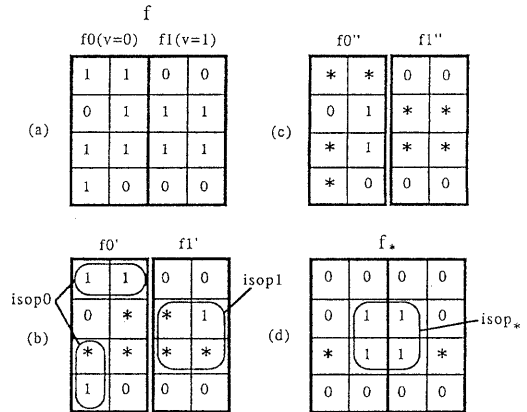 f
f0(v=0) f1(v=1)
1 1 0 0
0 1 1 1
1 1 1 1
1 0 0 0
(a)
f0" f1"
* * 0 0
0 1 * *
* 1 * *
* 0 0 0
(c)
f0' f1'
1 1 0 0
0 * * 1
* * * *
1 0 0 0
isop0
isop1
(b)
f*
0 0 0 0
0 1 1 0
* 1 1 *
0 0 0 0
isop*
(d)